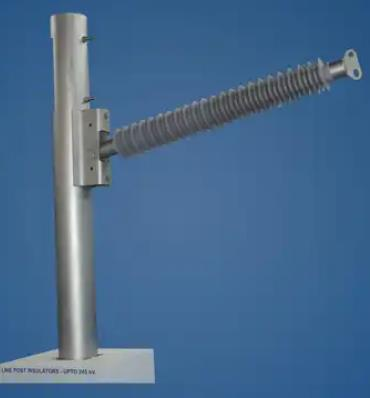 LINE POST INSULATORS - UPTO 245 kV.